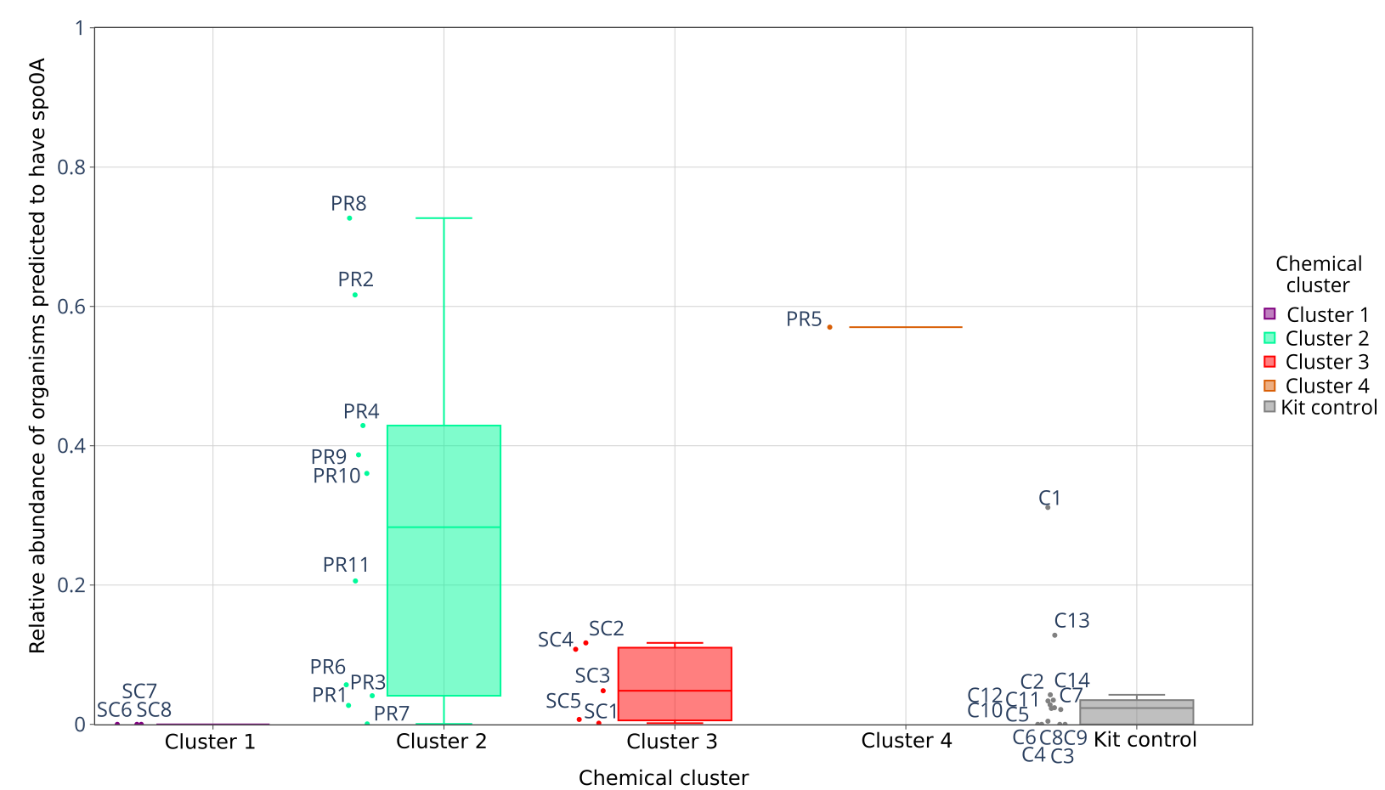 Relative abundance of organisms predicted to have spo0A
1
0.8
0.6
0.4
0.2
0
PR8
PR2
PR4
PR9
PR10
PR11
PR6
PR3
PR1
PR7
SC7
SC6 SC8
SC2
SC4
SC3
SC5
SC1
PR5
C1
C13
C2 C14
C12 C11 C7
C10 C5
C6 C8 C9
C4 C3
Cluster 1
Cluster 2
Cluster 3
Cluster 4
Kit control
Chemical cluster
Chemical
cluster
Cluster 1
Cluster 2
Cluster 3
Cluster 4
Kit control